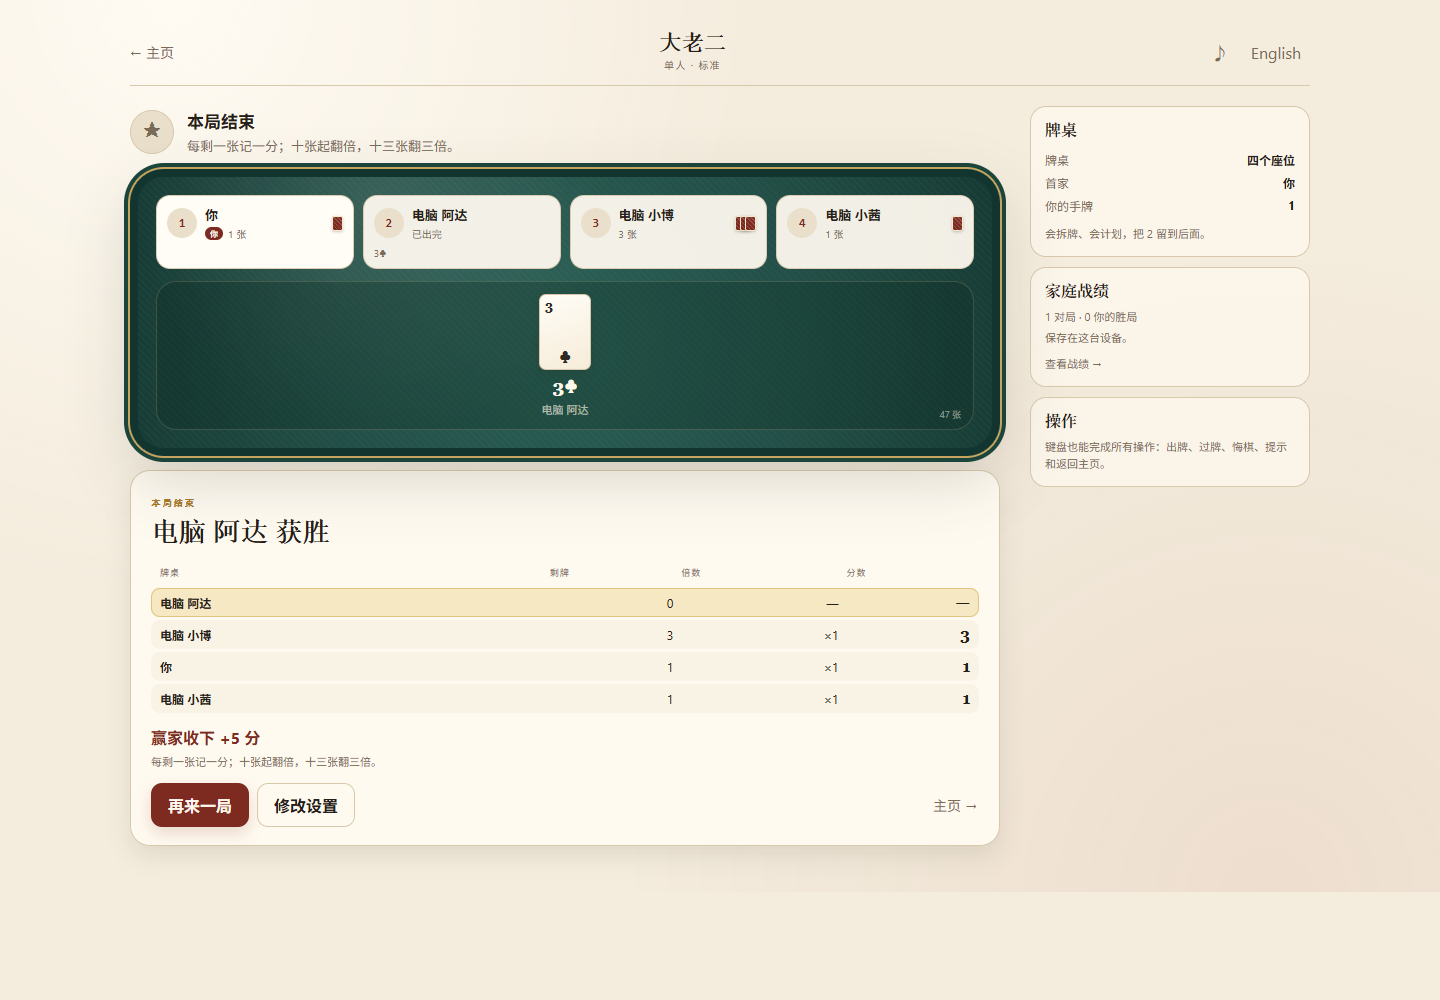 ← 主页
大老二
单人 · 标准
♪ English
★ 本局结束
每剩一张记一分；十张起翻倍，十三张翻三倍。
1 你
你 1 张
2 电脑 阿达
已出完
3♣
3 电脑 小博
3 张
4 电脑 小茜
1 张
3
♣
3♣
电脑 阿达
47 张
本局结束
电脑 阿达 获胜
牌桌 剩牌 倍数 分数
电脑 阿达 0 — —
电脑 小博 3 ×1 3
你 1 ×1 1
电脑 小茜 1 ×1 1
赢家收下 +5 分
每剩一张记一分；十张起翻倍，十三张翻三倍。
再来一局 修改设置 主页 →
牌桌
牌桌 四个座位
首家 你
你的手牌 1
会拆牌、会计划，把 2 留到后面。
家庭战绩
1 对局 · 0 你的胜局
保存在这台设备。
查看战绩 →
操作
键盘也能完成所有操作：出牌、过牌、悔棋、提示
和返回主页。